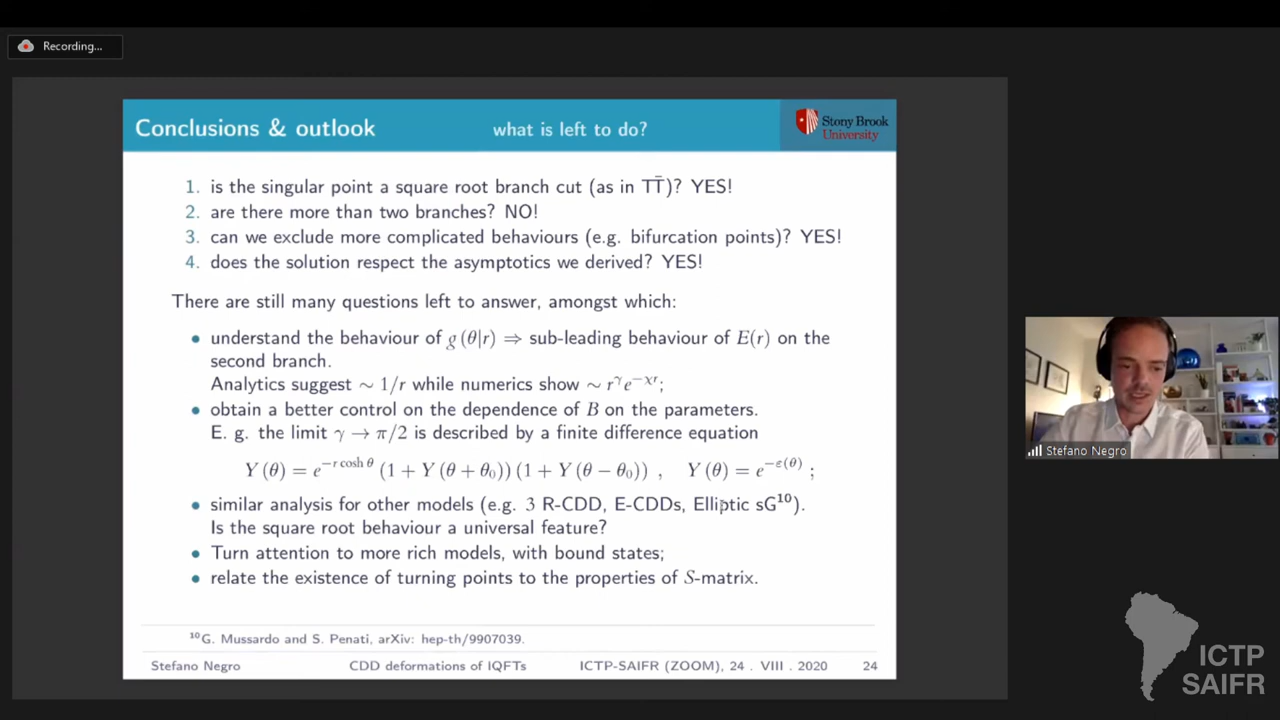 Recording...
Conclusions & outlook
what is left to do?
Stony Brook
University
1. is the singular point a square root branch cut (as in TT̄)? YES!
2. are there more than two branches? NO!
3. can we exclude more complicated behaviours (e.g. bifurcation points)? YES!
4. does the solution respect the asymptotics we derived? YES!
There are still many questions left to answer, amongst which:
• understand the behaviour of g(θ|r) ⇒ sub-leading behaviour of E(r) on the
second branch.
Analytics suggest ∼ 1/r while numerics show ∼ r^γ e^{−χr};
• obtain a better control on the dependence of B on the parameters.
E. g. the limit γ → π/2 is described by a finite difference equation
Y(θ) = e^{−r cosh θ} (1 + Y(θ + θ₀)) (1 + Y(θ − θ₀)) , Y(θ) = e^{−ε(θ)} ;
• similar analysis for other models (e.g. 3 R-CDD, E-CDDs, Elliptic sG¹⁰).
Is the square root behaviour a universal feature?
• Turn attention to more rich models, with bound states;
• relate the existence of turning points to the properties of S-matrix.
¹⁰G. Mussardo and S. Penati, arXiv: hep-th/9907039.
Stefano Negro
CDD deformations of IQFTs
ICTP-SAIFR (ZOOM), 24 . VIII . 2020
24
Stefano Negro
ICTP
SAIFR